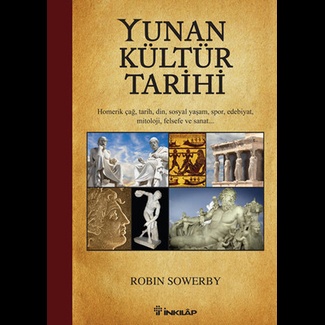 YUNAN
KÜLTÜR
TARİHİ
Homerik çağ, tarih, din, sosyal yaşam, spor, edebiyat,
mitoloji, felsefe ve sanat...
ROBIN SOWERBY
İNKILÂP